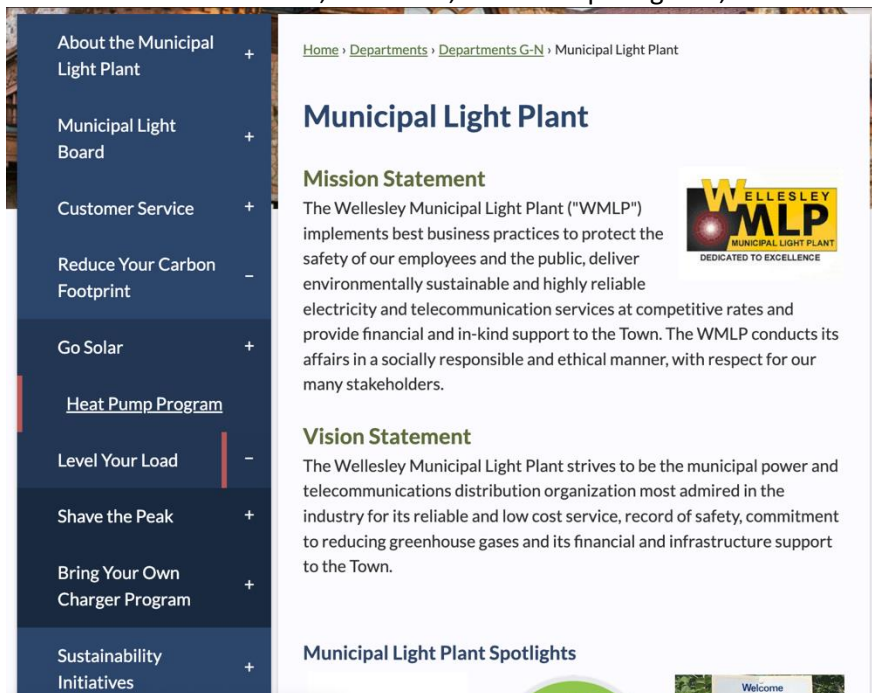 About the Municipal
Light Plant
+
Municipal Light
Board
+
Customer Service
+
Reduce Your Carbon
Footprint
–
Go Solar
+
Heat Pump Program
Level Your Load
–
Shave the Peak
+
Bring Your Own
Charger Program
+
Sustainability
Initiatives
+
Home › Departments › Departments G-N › Municipal Light Plant
Municipal Light Plant
Mission Statement
The Wellesley Municipal Light Plant ("WMLP")
implements best business practices to protect the
safety of our employees and the public, deliver
environmentally sustainable and highly reliable
electricity and telecommunication services at competitive rates and
provide financial and in-kind support to the Town. The WMLP conducts its
affairs in a socially responsible and ethical manner, with respect for our
many stakeholders.
WELLESLEY
MLP
MUNICIPAL LIGHT PLANT
DEDICATED TO EXCELLENCE
Vision Statement
The Wellesley Municipal Light Plant strives to be the municipal power and
telecommunications distribution organization most admired in the
industry for its reliable and low cost service, record of safety, commitment
to reducing greenhouse gases and its financial and infrastructure support
to the Town.
Municipal Light Plant Spotlights
Welcome